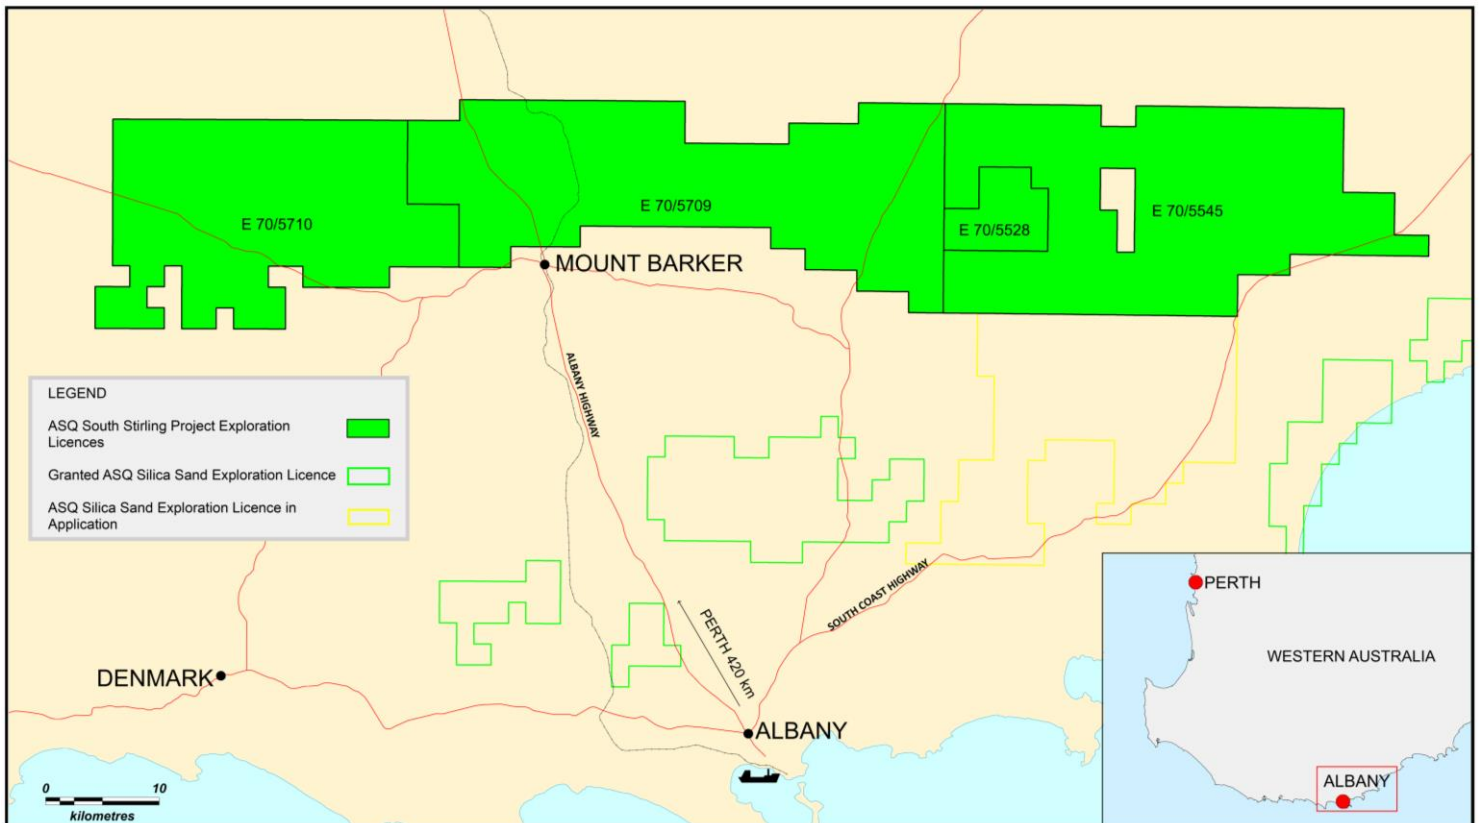 E 70/5710
E 70/5709
E 70/5528
E 70/5545
MOUNT BARKER
ALBANY HIGHWAY
LEGEND
ASQ South Stirling Project Exploration
Licences
Granted ASQ Silica Sand Exploration Licence
ASQ Silica Sand Exploration Licence in
Application
SOUTH COAST HIGHWAY
PERTH 420 km
DENMARK
ALBANY
0 10
kilometres
PERTH
WESTERN AUSTRALIA
ALBANY